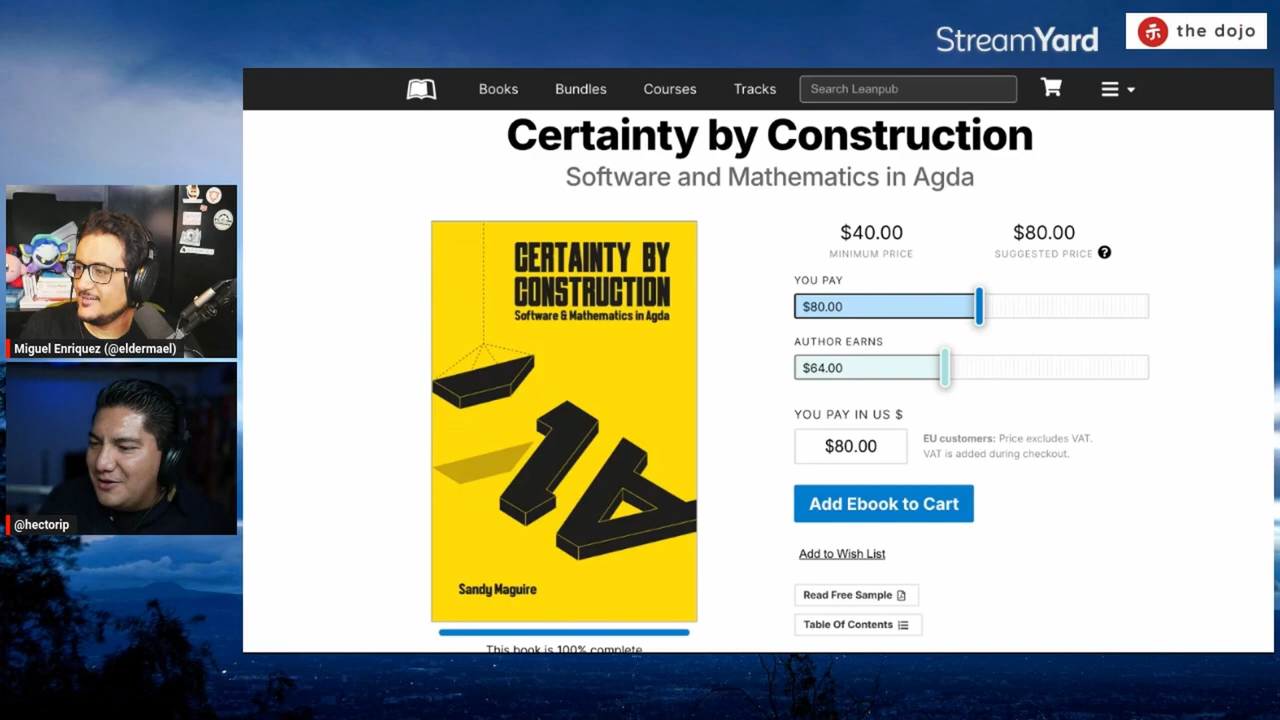 StreamYard
the dojo
Books Bundles Courses Tracks Search Leanpub
Certainty by Construction
Software and Mathematics in Agda
CERTAINTY BY
CONSTRUCTION
Software & Mathematics in Agda
Sandy Maguire
This book is 100% complete
$40.00
MINIMUM PRICE
$80.00
SUGGESTED PRICE ?
YOU PAY
$80.00
AUTHOR EARNS
$64.00
YOU PAY IN US $
$80.00
EU customers: Price excludes VAT.
VAT is added during checkout.
Add Ebook to Cart
Add to Wish List
Read Free Sample
Table Of Contents
Miguel Enriquez (@eldermael)
@hectorip